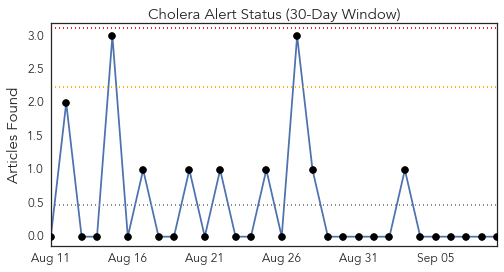 Cholera Alert Status (30-Day Window)
Articles Found
3.0
2.5
2.0
1.5
1.0
0.5
0.0
Aug 11
Aug 16
Aug 21
Aug 26
Aug 31
Sep 05